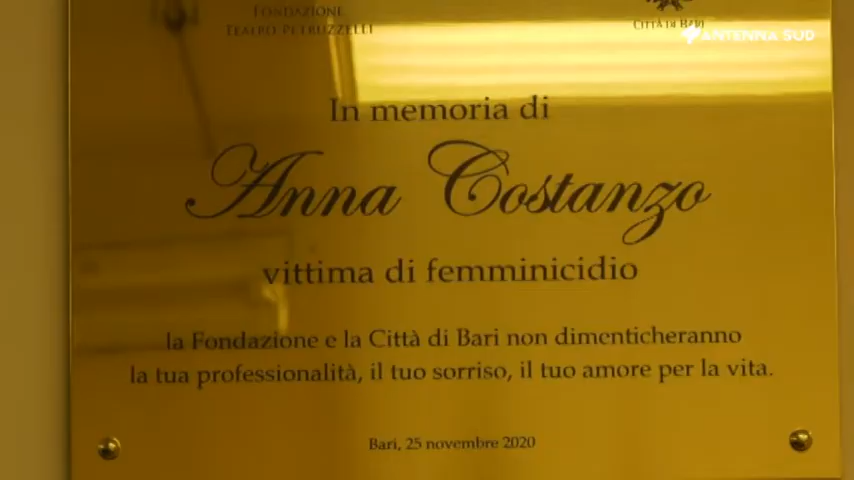 FONDAZIONE
TEATRO PETRUZZELLI
CITTÀ DI BARI
ANTENNA SUD
In memoria di
Anna Costanzo
vittima di femminicidio
la Fondazione e la Città di Bari non dimenticheranno
la tua professionalità, il tuo sorriso, il tuo amore per la vita.
Bari, 25 novembre 2020